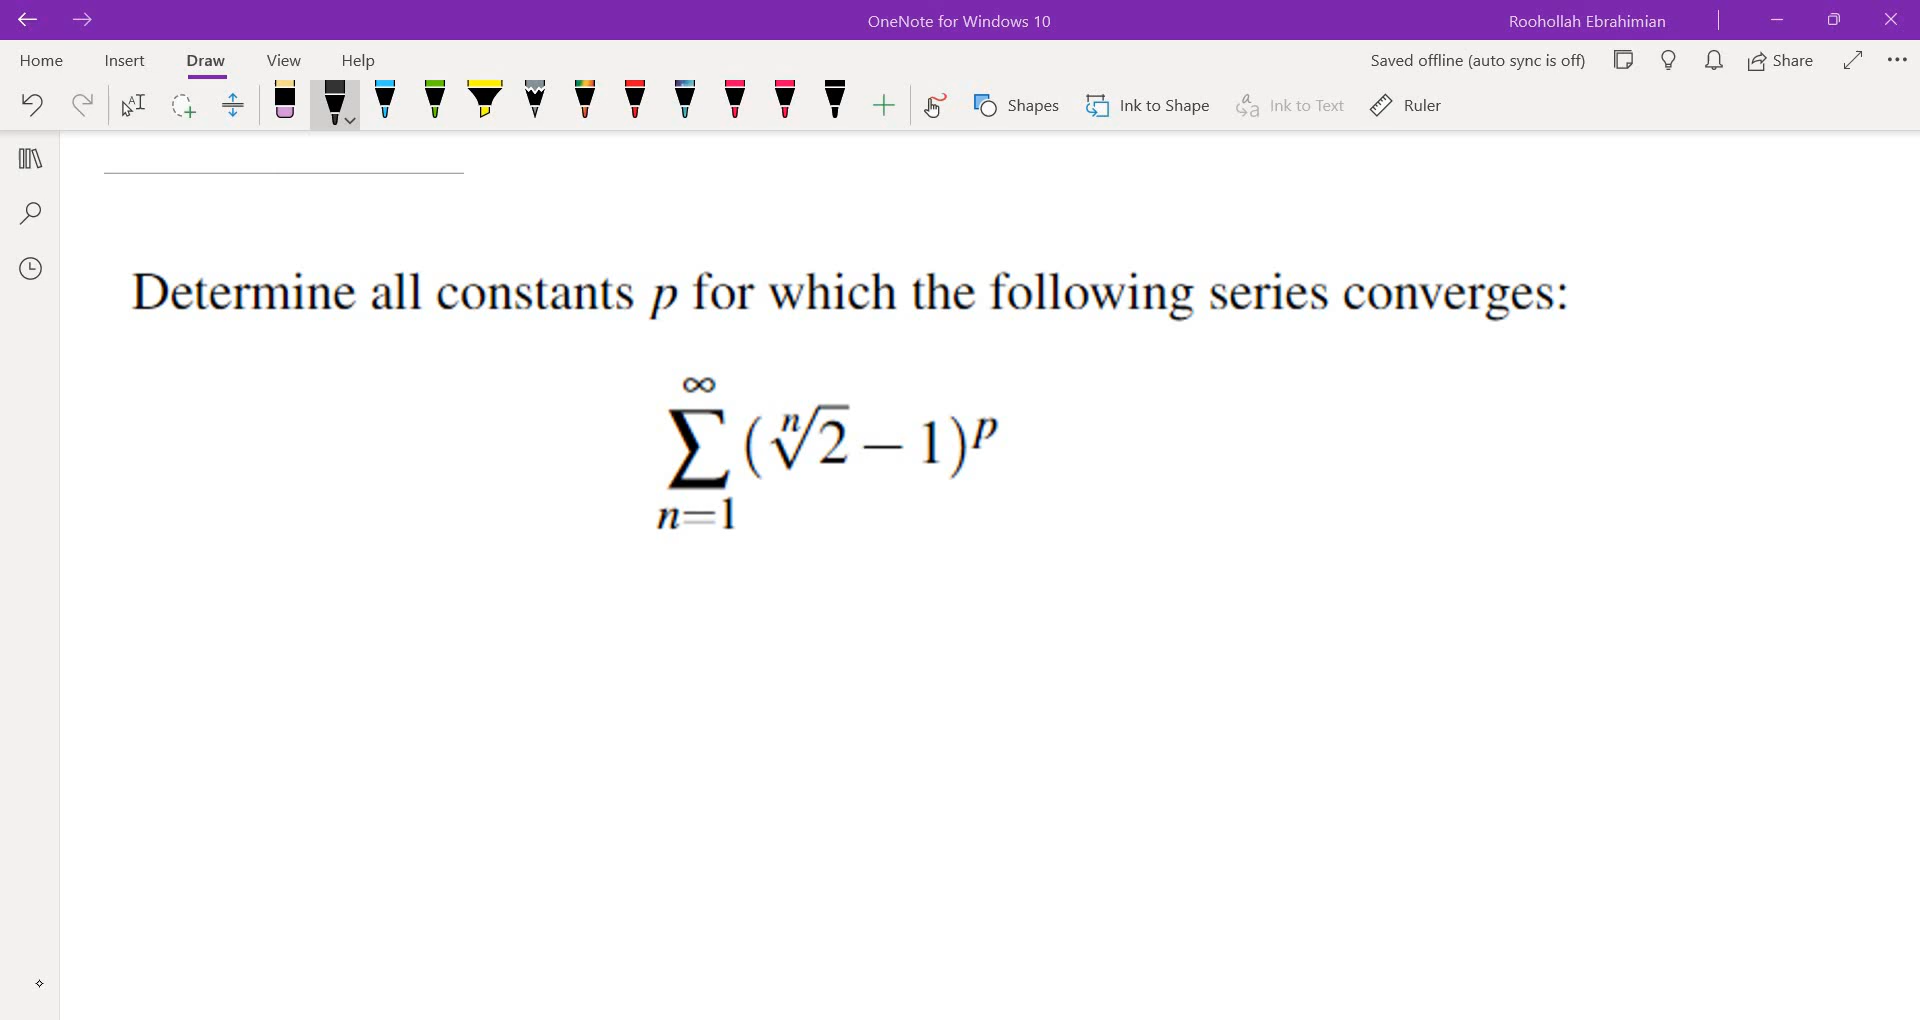 OneNote for Windows 10
Roohollah Ebrahimian
Home Insert Draw View Help
Saved offline (auto sync is off) Share
Shapes Ink to Shape Ink to Text Ruler
Determine all constants p for which the following series converges:
∞
∑ (ⁿ√2 − 1)ᵖ
n=1